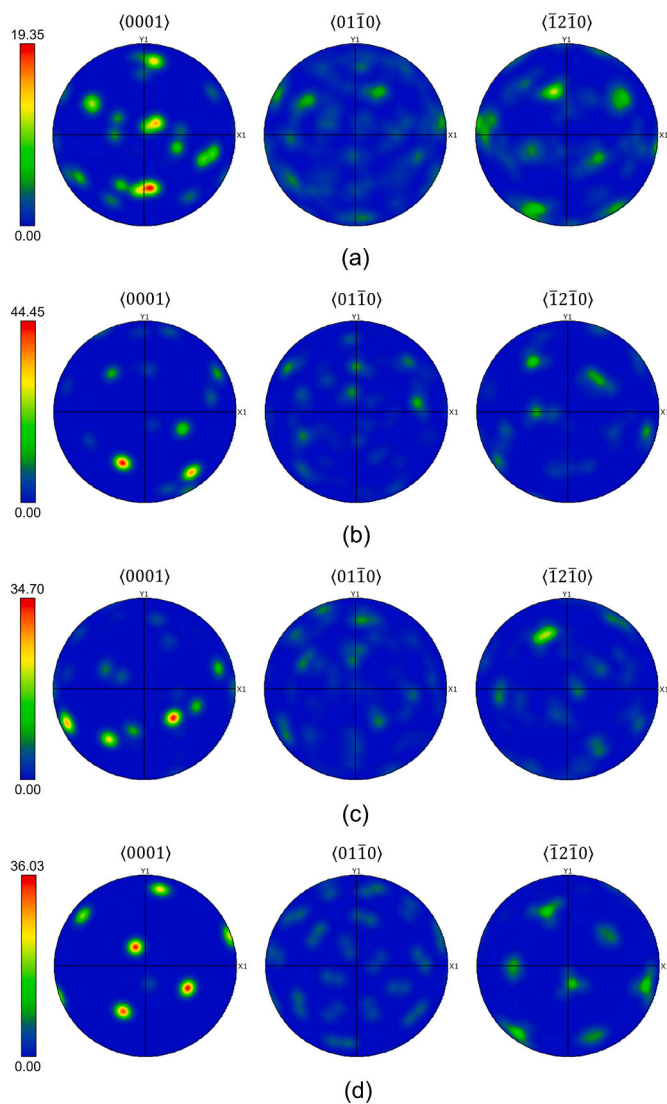 ⟨0001⟩ ⟨011̅0⟩ ⟨1̅21̅0⟩
19.35 Y1 Y1 Y1
X1 X1 X1
0.00
(a)
⟨0001⟩ ⟨011̅0⟩ ⟨1̅21̅0⟩
44.45 Y1 Y1 Y1
X1 X1 X1
0.00
(b)
⟨0001⟩ ⟨011̅0⟩ ⟨1̅21̅0⟩
34.70 Y1 Y1 Y1
X1 X1 X1
0.00
(c)
⟨0001⟩ ⟨011̅0⟩ ⟨1̅21̅0⟩
36.03 Y1 Y1 Y1
X1 X1 X1
0.00
(d)